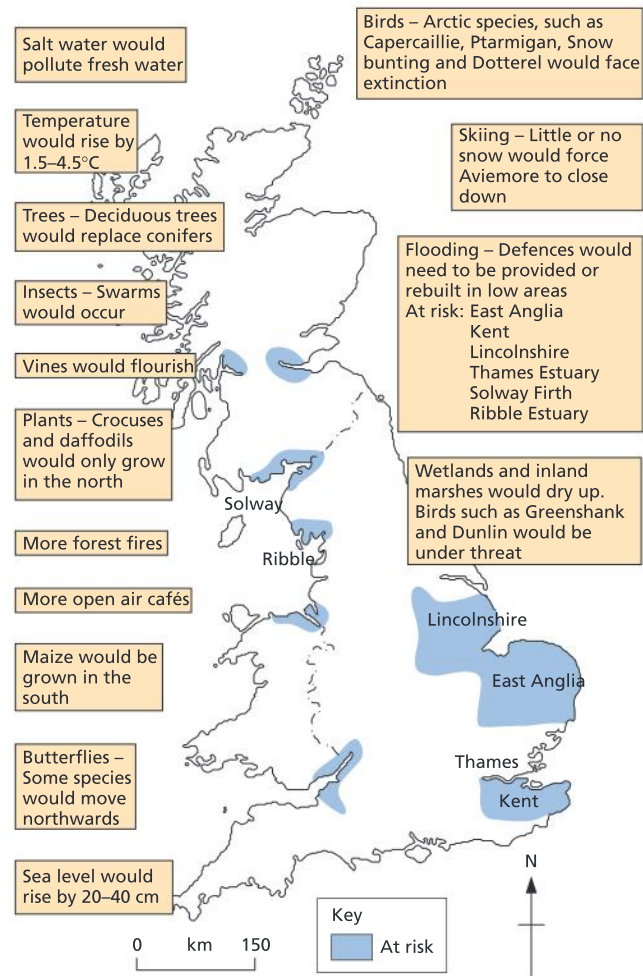 Salt water would
pollute fresh water
Temperature
would rise by
1.5–4.5°C
Trees – Deciduous trees
would replace conifers
Insects – Swarms
would occur
Vines would flourish
Plants – Crocuses
and daffodils
would only grow
in the north
More forest fires
More open air cafés
Maize would be
grown in the
south
Butterflies –
Some species
would move
northwards
Sea level would
rise by 20–40 cm
Birds – Arctic species, such as
Capercaillie, Ptarmigan, Snow
bunting and Dotterel would face
extinction
Skiing – Little or no
snow would force
Aviemore to close
down
Flooding – Defences would
need to be provided or
rebuilt in low areas
At risk: East Anglia
Kent
Lincolnshire
Thames Estuary
Solway Firth
Ribble Estuary
Wetlands and inland
marshes would dry up.
Birds such as Greenshank
and Dunlin would be
under threat
Solway
Ribble
Lincolnshire
East Anglia
Thames
Kent
N
Key
At risk
0 km 150